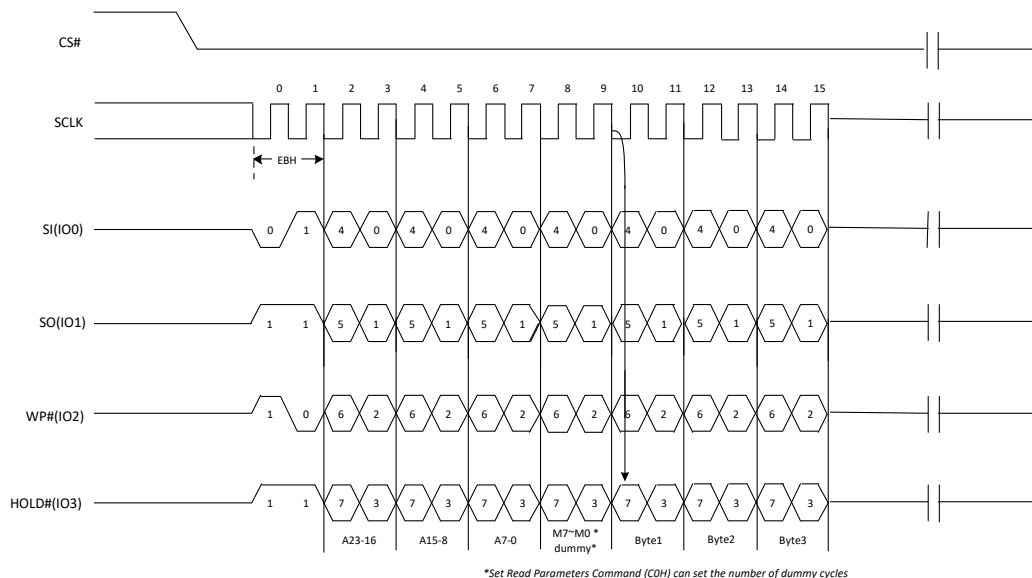 CS#
0 1 2 3 4 5 6 7 8 9 10 11 12 13 14 15
SCLK
EBH
SI(IO0) 0 1 4 0 4 0 4 0 4 0 4 0 4 0 4 0
SO(IO1) 1 1 5 1 5 1 5 1 5 1 5 1 5 1 5 1
WP#(IO2) 1 0 6 2 6 2 6 2 6 2 6 2 6 2 6 2
HOLD#(IO3) 1 1 7 3 7 3 7 3 7 3 7 3 7 3 7 3
A23-16 A15-8 A7-0 M7~M0 * Byte1 Byte2 Byte3
dummy*
*Set Read Parameters Command (C0H) can set the number of dummy cycles